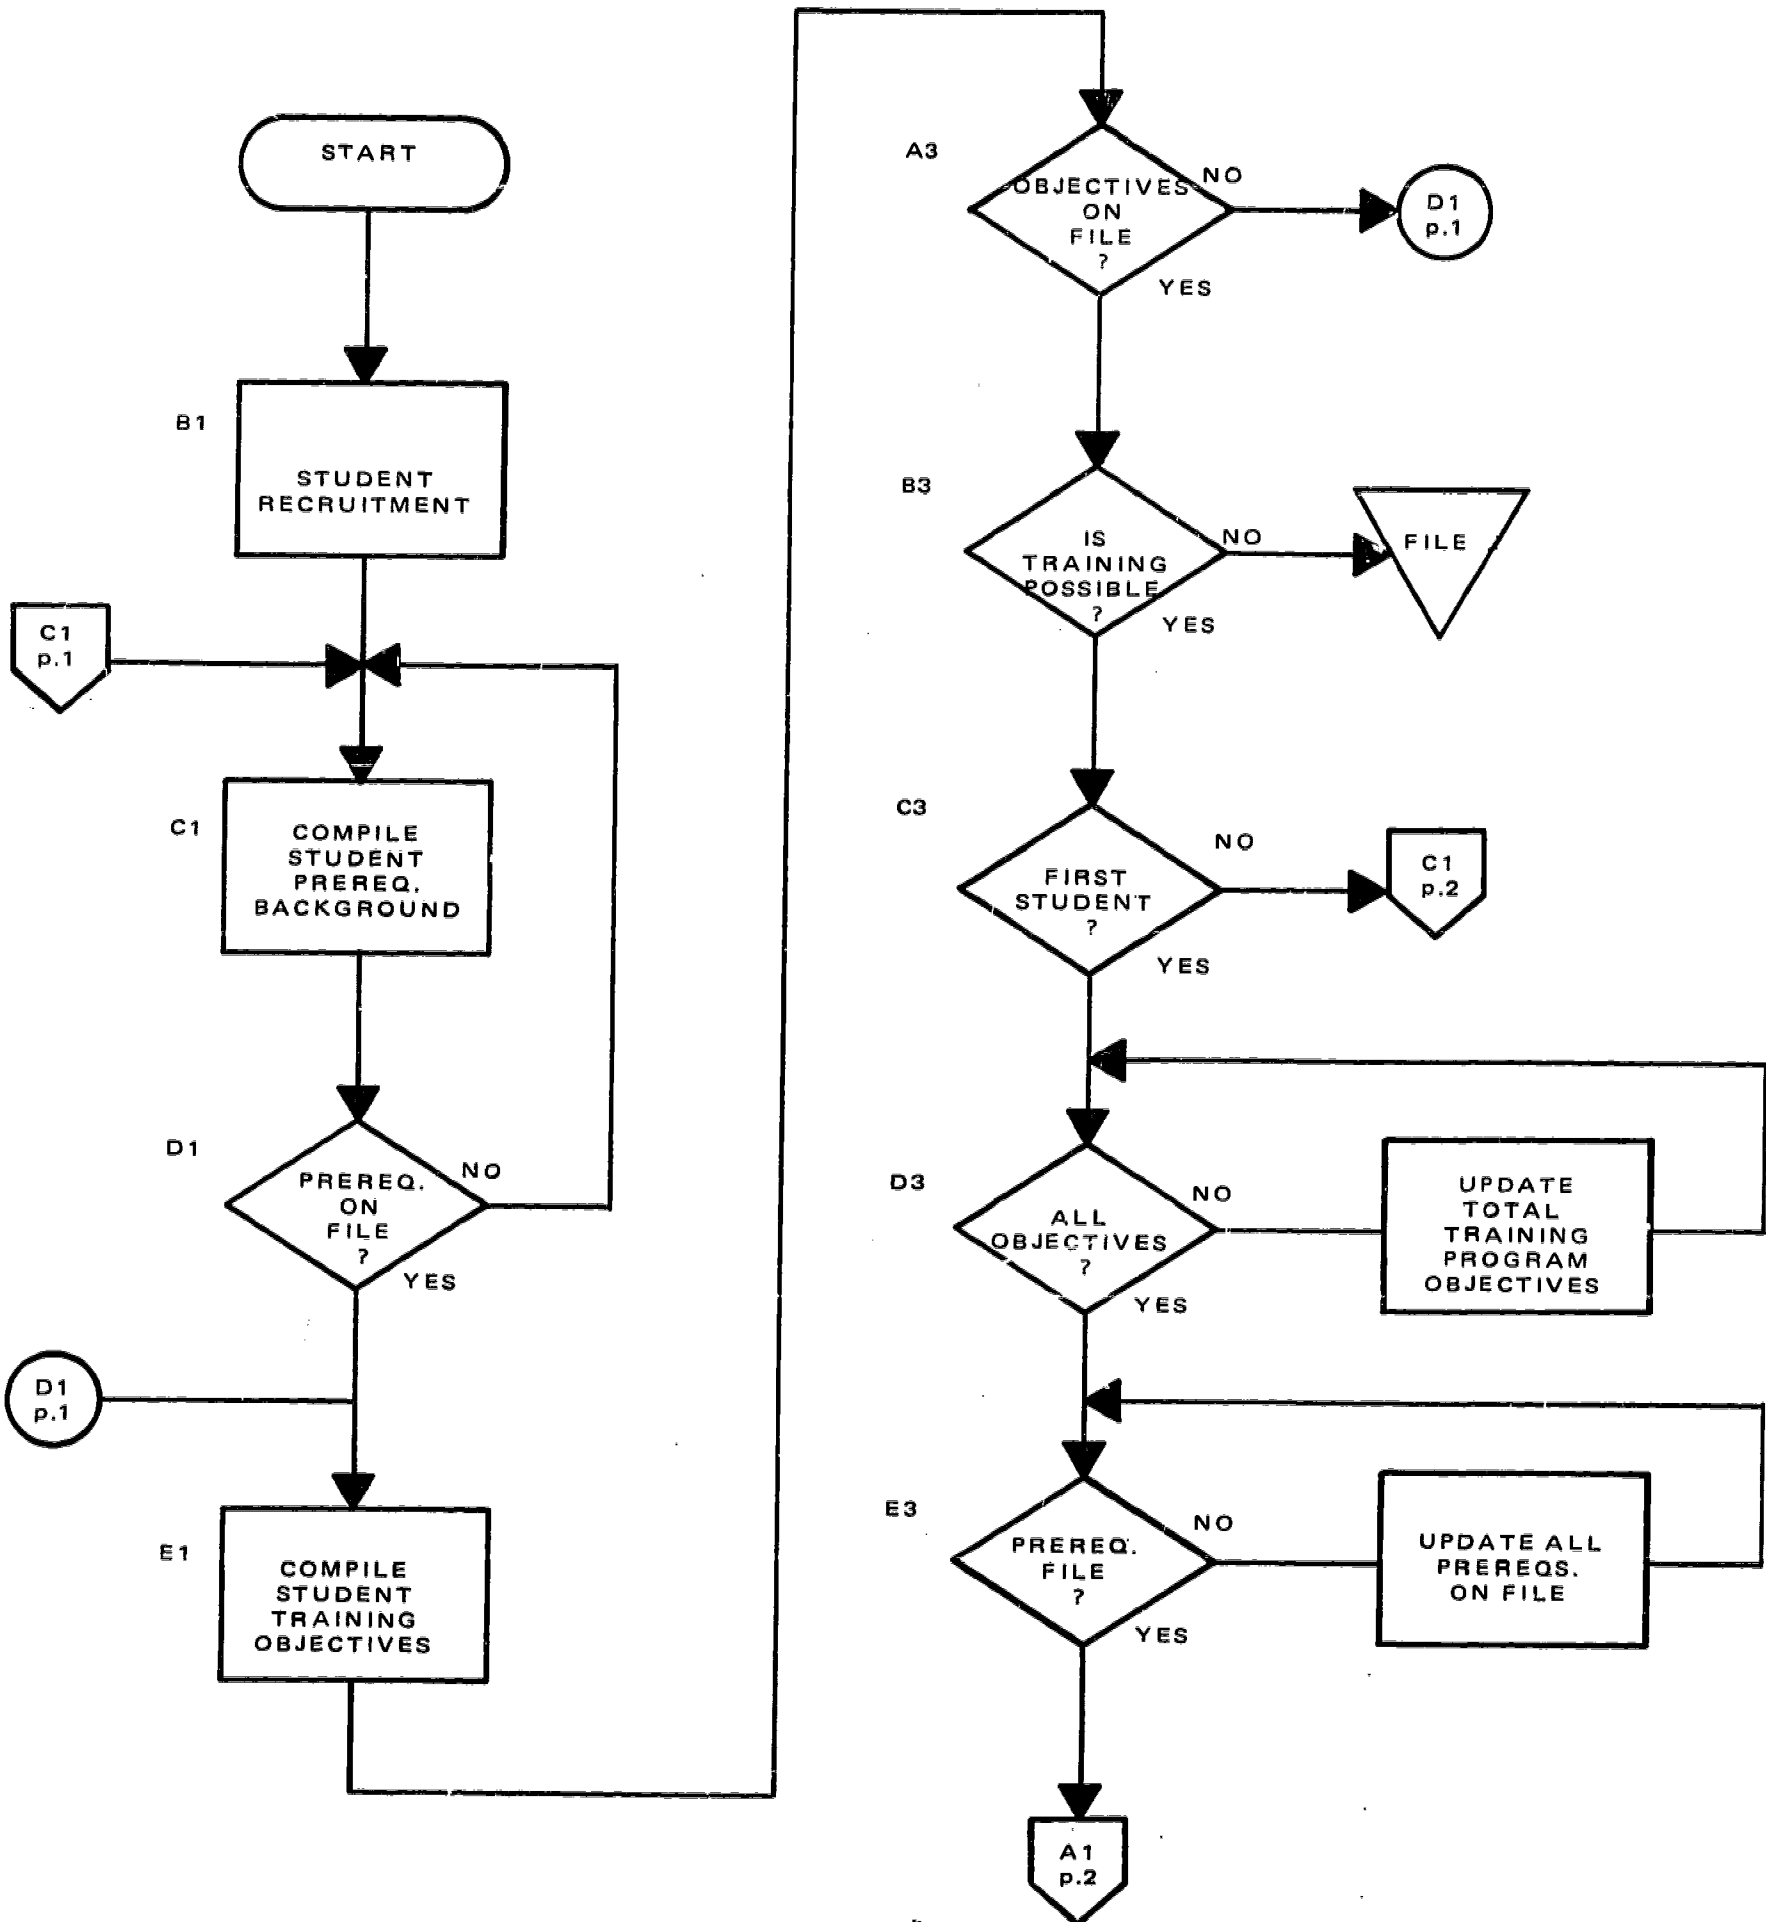 START
B1
STUDENT
RECRUITMENT
C1
p.1
C1
COMPILE
STUDENT
PREREQ.
BACKGROUND
D1
PREREQ.
ON
FILE
?
NO
YES
D1
p.1
E1
COMPILE
STUDENT
TRAINING
OBJECTIVES
A3
OBJECTIVES
ON
FILE
?
NO
YES
D1
p.1
B3
IS
TRAINING
POSSIBLE
?
NO
YES
FILE
C3
FIRST
STUDENT
?
NO
YES
C1
p.2
D3
ALL
OBJECTIVES
?
NO
YES
UPDATE
TOTAL
TRAINING
PROGRAM
OBJECTIVES
E3
PREREQ.
FILE
?
NO
YES
UPDATE ALL
PREREQS.
ON FILE
A1
p.2